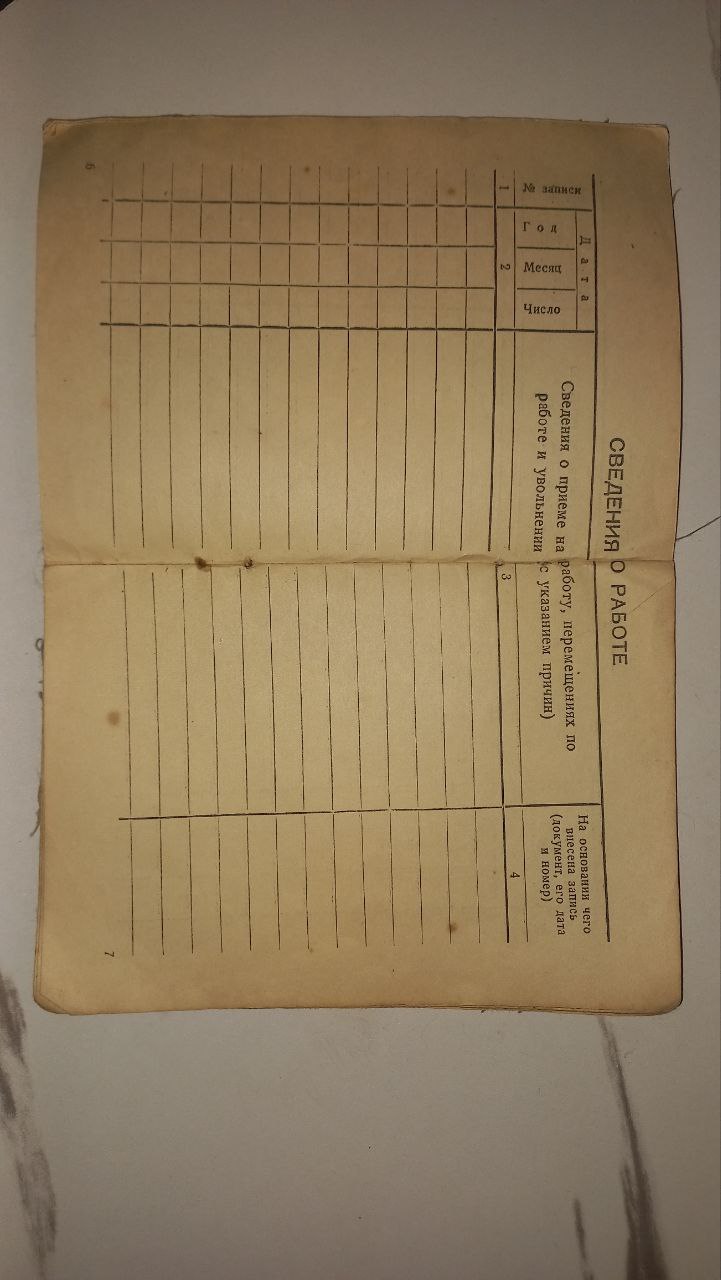 СВЕДЕНИЯ О РАБОТЕ
№ записи
Дата
Год
Месяц
Число
Сведения о приеме на работу, перемещениях по
работе и увольнении (с указанием причин)
На основании чего
внесена запись
(документ, его дата
и номер)
1
2
3
4
6
7